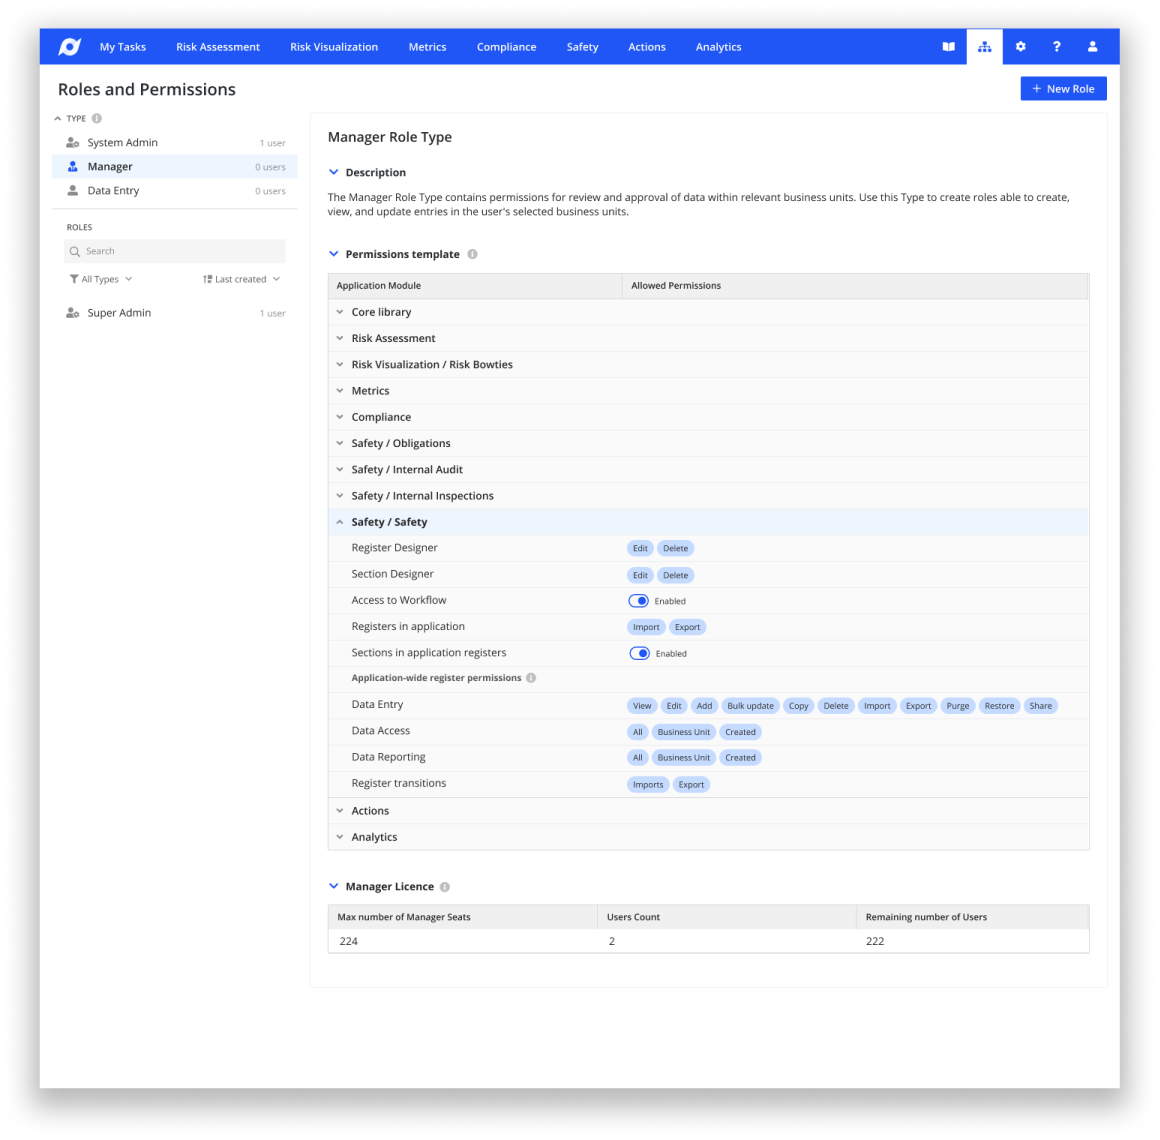 My Tasks Risk Assessment Risk Visualization Metrics Compliance Safety Actions Analytics ?
Roles and Permissions
+ New Role
TYPE i
System Admin 1 user
Manager 0 users
Data Entry 0 users
ROLES
Search
All Types Last created
Super Admin 1 user
Manager Role Type
Description
The Manager Role Type contains permissions for review and approval of data within relevant business units. Use this Type to create roles able to create,
view, and update entries in the user's selected business units.
Permissions template i
Application Module Allowed Permissions
Core library
Risk Assessment
Risk Visualization / Risk Bowties
Metrics
Compliance
Safety / Obligations
Safety / Internal Audit
Safety / Internal Inspections
Safety / Safety
Register Designer Edit Delete
Section Designer Edit Delete
Access to Workflow Enabled
Registers in application Import Export
Sections in application registers Enabled
Application-wide register permissions i
Data Entry View Edit Add Bulk update Copy Delete Import Export Purge Restore Share
Data Access All Business Unit Created
Data Reporting All Business Unit Created
Register transitions Imports Export
Actions
Analytics
Manager Licence i
Max number of Manager Seats Users Count Remaining number of Users
224 2 222